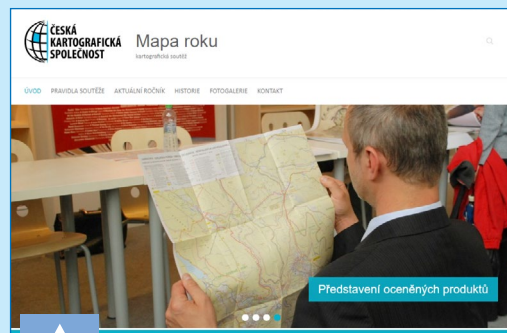 ČESKÁ
KARTOGRAFICKÁ
SPOLEČNOST
Mapa roku
kartografická soutěž
ÚVOD PRAVIDLA SOUTĚŽE AKTUÁLNÍ ROČNÍK HISTORIE FOTOGALERIE KONTAKT
Představení oceněných produktů